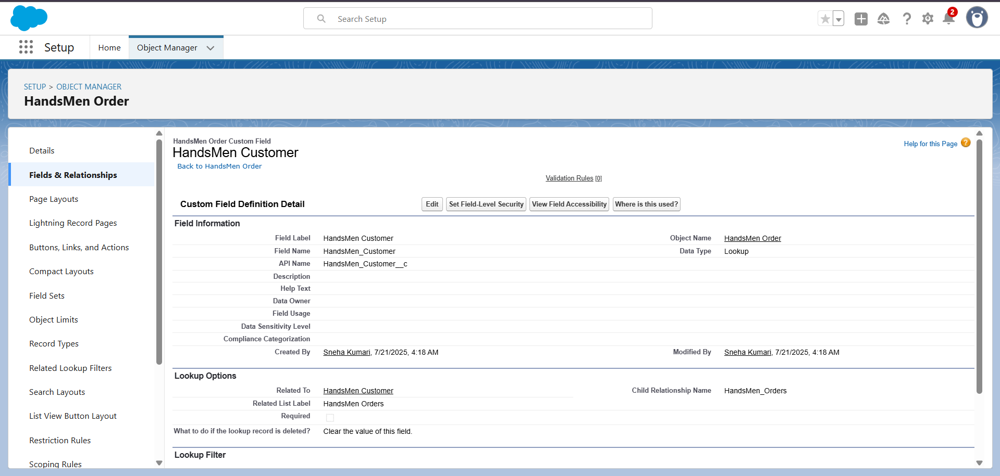 Search Setup
2
Setup
Home
Object Manager
SETUP > OBJECT MANAGER
HandsMen Order
Details
Fields & Relationships
Page Layouts
Lightning Record Pages
Buttons, Links, and Actions
Compact Layouts
Field Sets
Object Limits
Record Types
Related Lookup Filters
Search Layouts
List View Button Layout
Restriction Rules
Scoping Rules
HandsMen Order Custom Field
HandsMen Customer
Back to HandsMen Order
Help for this Page ?
Validation Rules [0]
Custom Field Definition Detail
Edit
Set Field-Level Security
View Field Accessibility
Where is this used?
Field Information
Field Label HandsMen Customer Object Name HandsMen Order
Field Name HandsMen_Customer Data Type Lookup
API Name HandsMen_Customer__c
Description
Help Text
Data Owner
Field Usage
Data Sensitivity Level
Compliance Categorization
Created By Sneha Kumari, 7/21/2025, 4:18 AM Modified By Sneha Kumari, 7/21/2025, 4:18 AM
Lookup Options
Related To HandsMen Customer Child Relationship Name HandsMen_Orders
Related List Label HandsMen Orders
Required
What to do if the lookup record is deleted? Clear the value of this field.
Lookup Filter